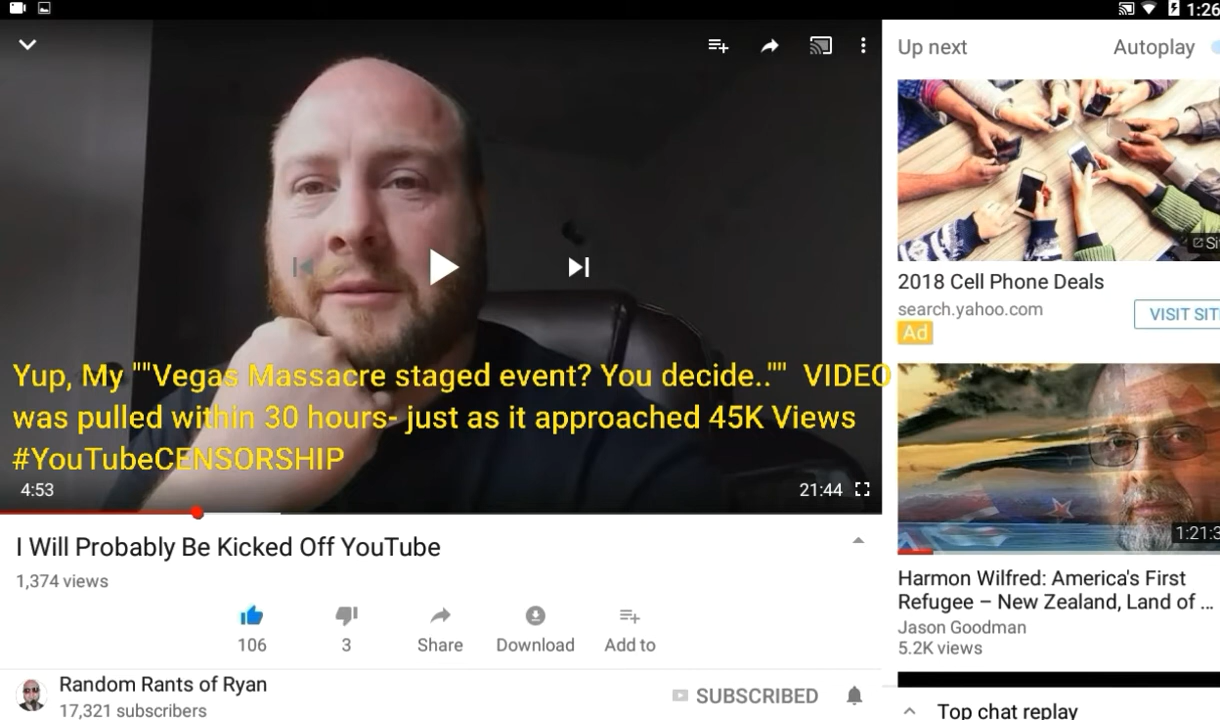 1:26
Up next
Autoplay
Yup, My ""Vegas Massacre staged event? You decide.."" VIDEO
was pulled within 30 hours- just as it approached 45K Views
#YouTubeCENSORSHIP
4:53
21:44
I Will Probably Be Kicked Off YouTube
1,374 views
106
3
Share
Download
Add to
Random Rants of Ryan
17,321 subscribers
SUBSCRIBED
2018 Cell Phone Deals
search.yahoo.com
VISIT SIT
Ad
1:21:3
Harmon Wilfred: America's First
Refugee – New Zealand, Land of ...
Jason Goodman
5.2K views
Top chat replay